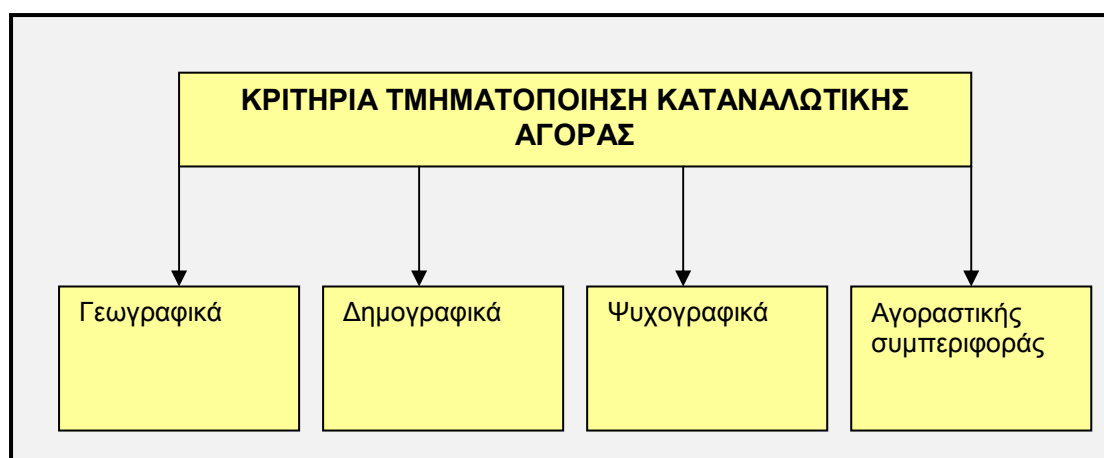 ΚΡΙΤΗΡΙΑ ΤΜΗΜΑΤΟΠΟΙΗΣΗ ΚΑΤΑΝΑΛΩΤΙΚΗΣ
ΑΓΟΡΑΣ
Γεωγραφικά
Δημογραφικά
Ψυχογραφικά
Αγοραστικής
συμπεριφοράς